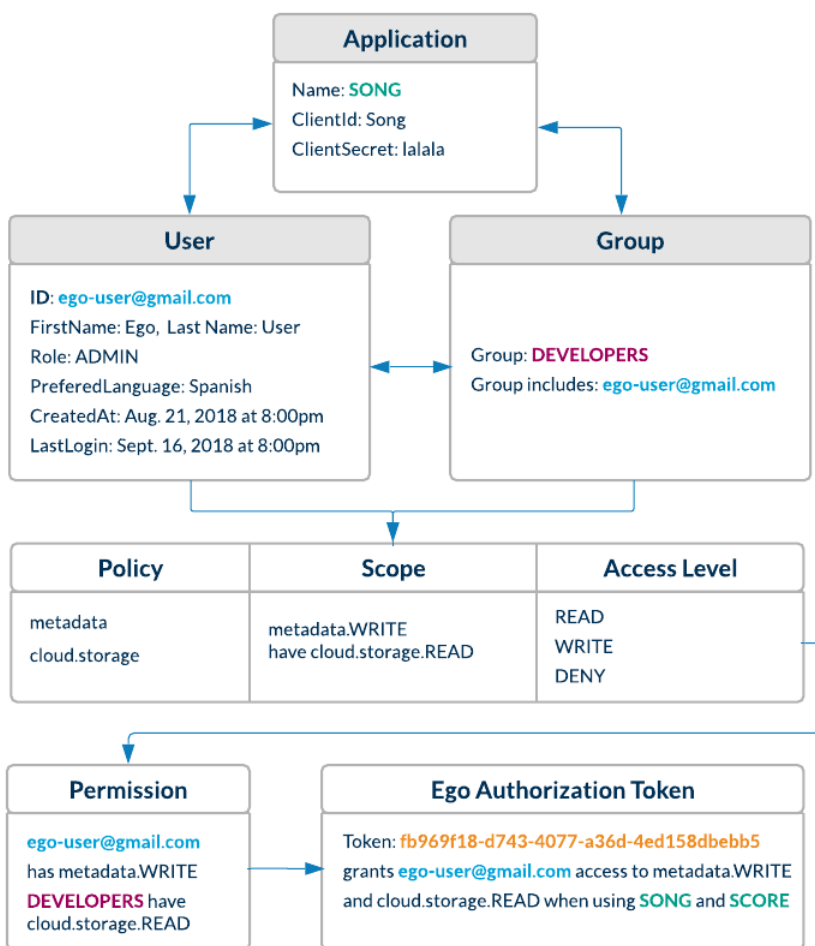 Application
Name: SONG
ClientId: Song
ClientSecret: lalala
User
ID: ego-user@gmail.com
FirstName: Ego, Last Name: User
Role: ADMIN
PreferedLanguage: Spanish
CreatedAt: Aug. 21, 2018 at 8:00pm
LastLogin: Sept. 16, 2018 at 8:00pm
Group
Group: DEVELOPERS
Group includes: ego-user@gmail.com
Policy
metadata
cloud.storage
Scope
metadata.WRITE
have cloud.storage.READ
Access Level
READ
WRITE
DENY
Permission
ego-user@gmail.com
has metadata.WRITE
DEVELOPERS have
cloud.storage.READ
Ego Authorization Token
Token: fb969f18-d743-4077-a36d-4ed158dbebb5
grants ego-user@gmail.com access to metadata.WRITE
and cloud.storage.READ when using SONG and SCORE